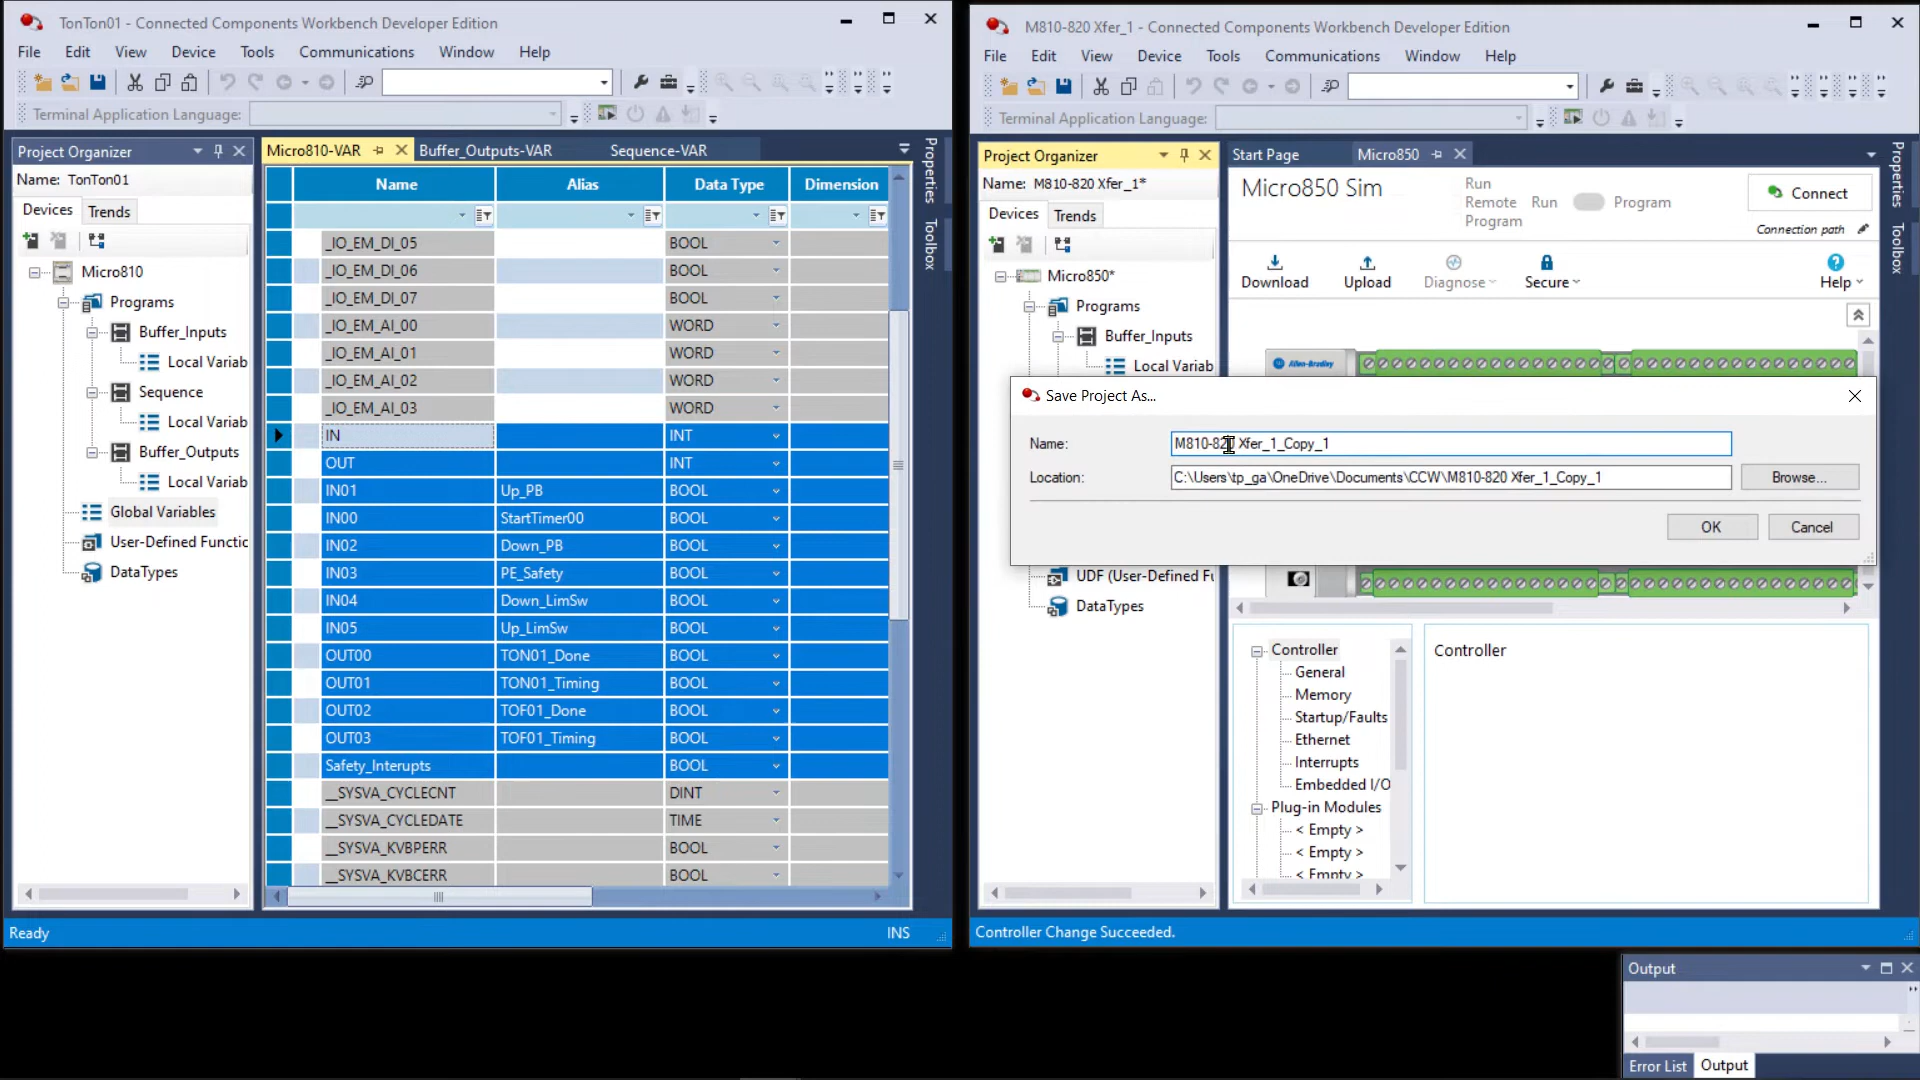 TonTon01 - Connected Components Workbench Developer Edition
File Edit View Device Tools Communications Window Help
Terminal Application Language:
Project Organizer
Name: TonTon01
Devices Trends
Micro810
Programs
Buffer_Inputs
Local Variab
Sequence
Local Variab
Buffer_Outputs
Local Variab
Global Variables
User-Defined Functic
DataTypes
Micro810-VAR Buffer_Outputs-VAR Sequence-VAR
Name Alias Data Type Dimension
_IO_EM_DI_05 BOOL
_IO_EM_DI_06 BOOL
_IO_EM_DI_07 BOOL
_IO_EM_AI_00 WORD
_IO_EM_AI_01 WORD
_IO_EM_AI_02 WORD
_IO_EM_AI_03 WORD
IN INT
OUT INT
IN01 Up_PB BOOL
IN00 StartTimer00 BOOL
IN02 Down_PB BOOL
IN03 PE_Safety BOOL
IN04 Down_LimSw BOOL
IN05 Up_LimSw BOOL
OUT00 TON01_Done BOOL
OUT01 TON01_Timing BOOL
OUT02 TOF01_Done BOOL
OUT03 TOF01_Timing BOOL
Safety_Interupts BOOL
__SYSVA_CYCLECNT DINT
__SYSVA_CYCLEDATE TIME
__SYSVA_KVBPERR BOOL
__SYSVA_KVBCERR BOOL
Properties
Toolbox
Ready INS
M810-820 Xfer_1 - Connected Components Workbench Developer Edition
File Edit View Device Tools Communications Window Help
Terminal Application Language:
Project Organizer
Name: M810-820 Xfer_1*
Devices Trends
Micro850*
Programs
Buffer_Inputs
Local Variab
UDF (User-Defined Fu
DataTypes
Start Page Micro850
Micro850 Sim
Run
Remote
Program
Run Program
Connect
Connection path
Download Upload Diagnose Secure Help
Allen-Bradley
Save Project As...
Name: M810-820 Xfer_1_Copy_1
Location: C:\Users\tp_ga\OneDrive\Documents\CCW\M810-820 Xfer_1_Copy_1 Browse...
OK Cancel
Controller
General
Memory
Startup/Faults
Ethernet
Interrupts
Embedded I/O
Plug-in Modules
< Empty >
< Empty >
< Empty >
Controller
Properties
Toolbox
Controller Change Succeeded.
Output
Error List Output